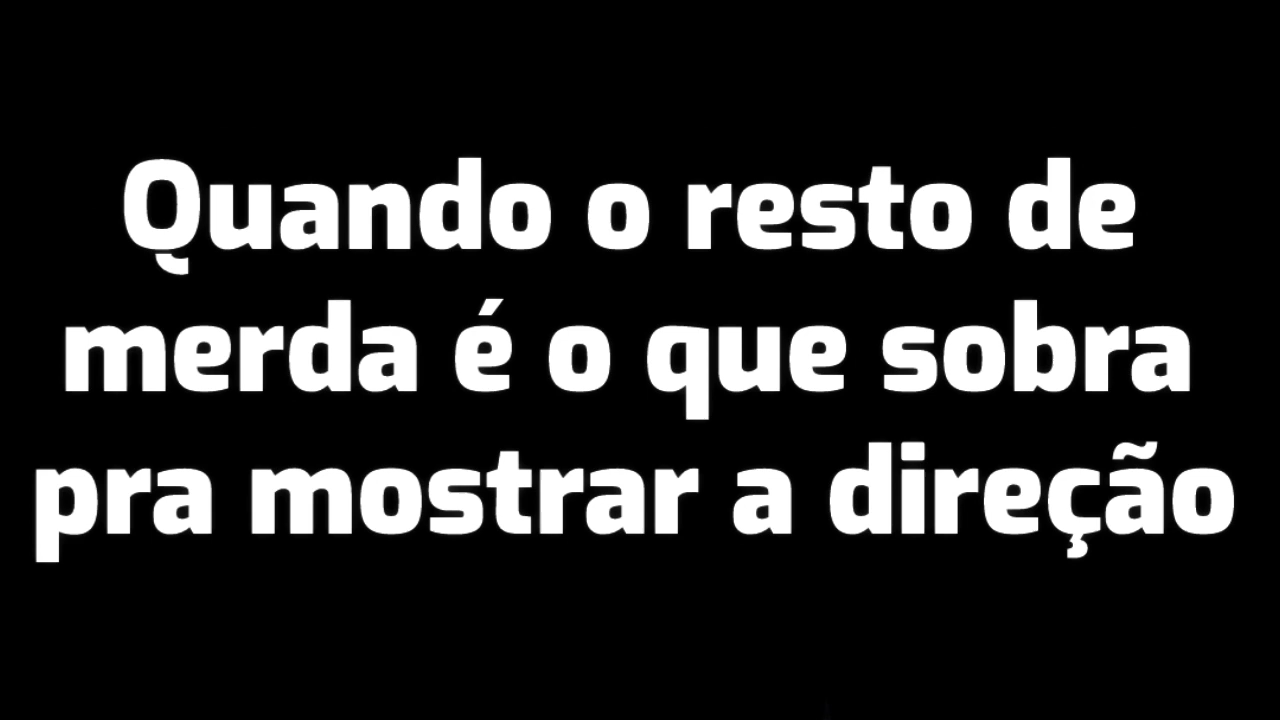 Quando o resto de
merda é o que sobra
pra mostrar a direção